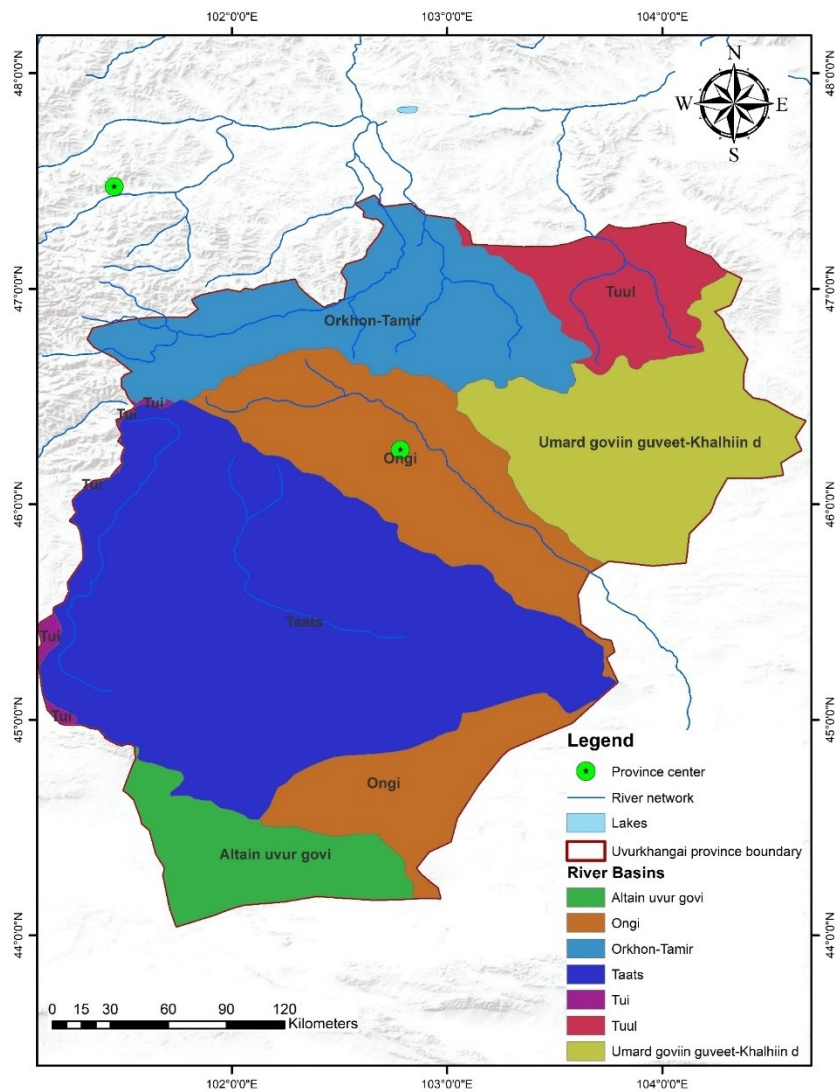 102°0'0"E 103°0'0"E 104°0'0"E
48°0'0"N
48°0'0"N
N
W
E
S
47°0'0"N
47°0'0"N
Tuul
Orkhon-Tamir
Tui
Tui
Umard goviin guveet-Khalhiin d
Ongi
Tui
46°0'0"N
46°0'0"N
Taats
Tui
Tui
45°0'0"N
45°0'0"N
Ongi
Altain uvur govi
44°0'0"N
44°0'0"N
Legend
Province center
River network
Lakes
Uvurkhangai province boundary
River Basins
Altain uvur govi
Ongi
Orkhon-Tamir
Taats
Tui
Tuul
Umard goviin guveet-Khalhiin d
0 15 30 60 90 120
Kilometers
102°0'0"E 103°0'0"E 104°0'0"E